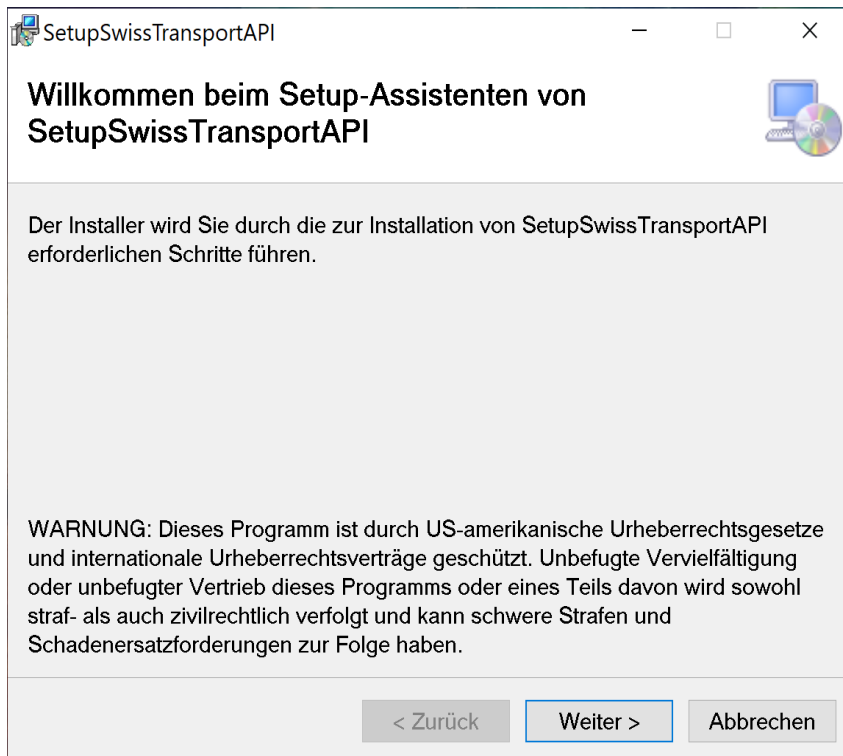 SetupSwissTransportAPI
Willkommen beim Setup-Assistenten von
SetupSwissTransportAPI
Der Installer wird Sie durch die zur Installation von SetupSwissTransportAPI
erforderlichen Schritte führen.
WARNUNG: Dieses Programm ist durch US-amerikanische Urheberrechtsgesetze
und internationale Urheberrechtsverträge geschützt. Unbefugte Vervielfältigung
oder unbefugter Vertrieb dieses Programms oder eines Teils davon wird sowohl
straf- als auch zivilrechtlich verfolgt und kann schwere Strafen und
Schadenersatzforderungen zur Folge haben.
< Zurück Weiter > Abbrechen